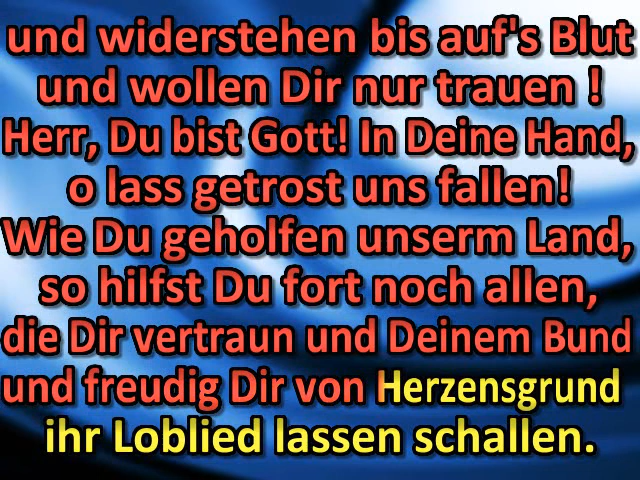 und widerstehen bis auf's Blut
und wollen Dir nur trauen !
Herr, Du bist Gott! In Deine Hand,
o lass getrost uns fallen!
Wie Du geholfen unserm Land,
so hilfst Du fort noch allen,
die Dir vertraun und Deinem Bund
und freudig Dir von Herzensgrund
ihr Loblied lassen schallen.